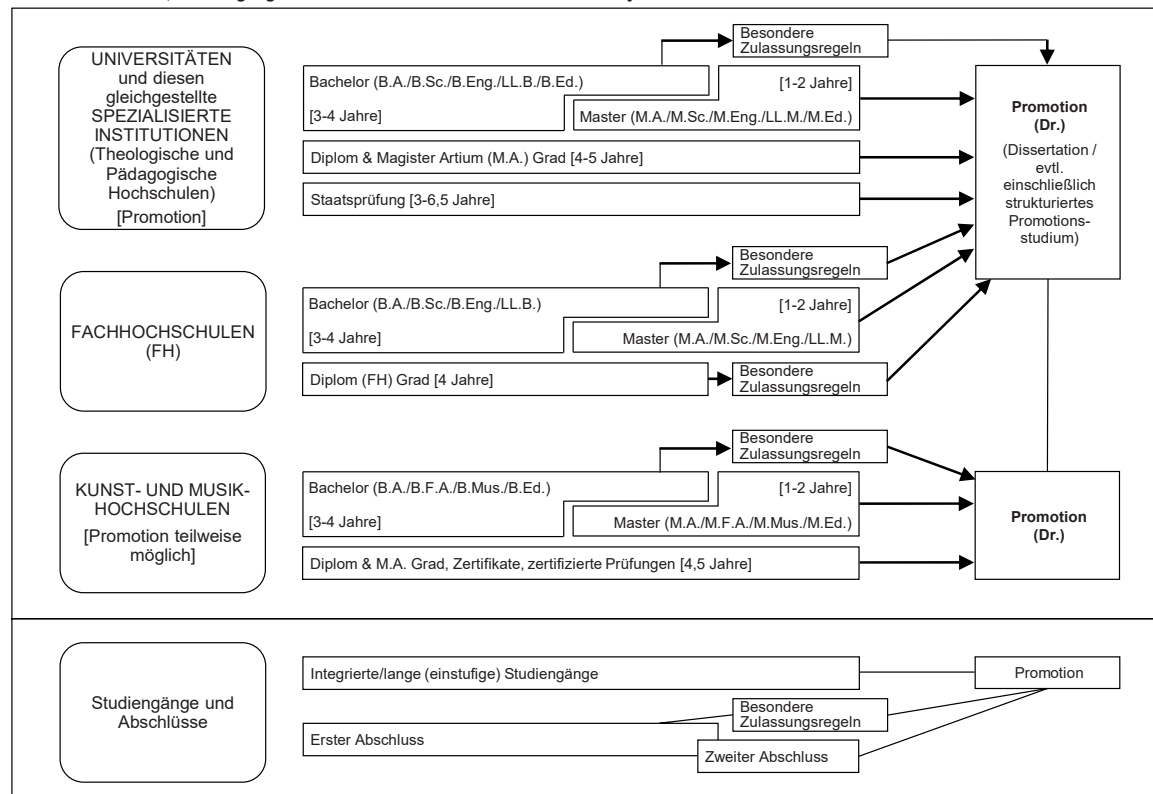 UNIVERSITÄTEN
und diesen
gleichgestellte
SPEZIALISIERTE
INSTITUTIONEN
(Theologische und
Pädagogische
Hochschulen)
[Promotion]
Besondere
Zulassungsregeln
Bachelor (B.A./B.Sc./B.Eng./LL.B./B.Ed.)
[3-4 Jahre]
[1-2 Jahre]
Master (M.A./M.Sc./M.Eng./LL.M./M.Ed.)
Diplom & Magister Artium (M.A.) Grad [4-5 Jahre]
Staatsprüfung [3-6,5 Jahre]
Promotion
(Dr.)
(Dissertation /
evtl.
einschließlich
strukturiertes
Promotions-
studium)
FACHHOCHSCHULEN
(FH)
Besondere
Zulassungsregeln
Bachelor (B.A./B.Sc./B.Eng./LL.B.)
[3-4 Jahre]
[1-2 Jahre]
Master (M.A./M.Sc./M.Eng./LL.M.)
Diplom (FH) Grad [4 Jahre]
Besondere
Zulassungsregeln
KUNST- UND MUSIK-
HOCHSCHULEN
[Promotion teilweise
möglich]
Besondere
Zulassungsregeln
Bachelor (B.A./B.F.A./B.Mus./B.Ed.)
[3-4 Jahre]
[1-2 Jahre]
Master (M.A./M.F.A./M.Mus./M.Ed.)
Diplom & M.A. Grad, Zertifikate, zertifizierte Prüfungen [4,5 Jahre]
Promotion
(Dr.)
Studiengänge und
Abschlüsse
Integrierte/lange (einstufige) Studiengänge
Promotion
Besondere
Zulassungsregeln
Erster Abschluss
Zweiter Abschluss